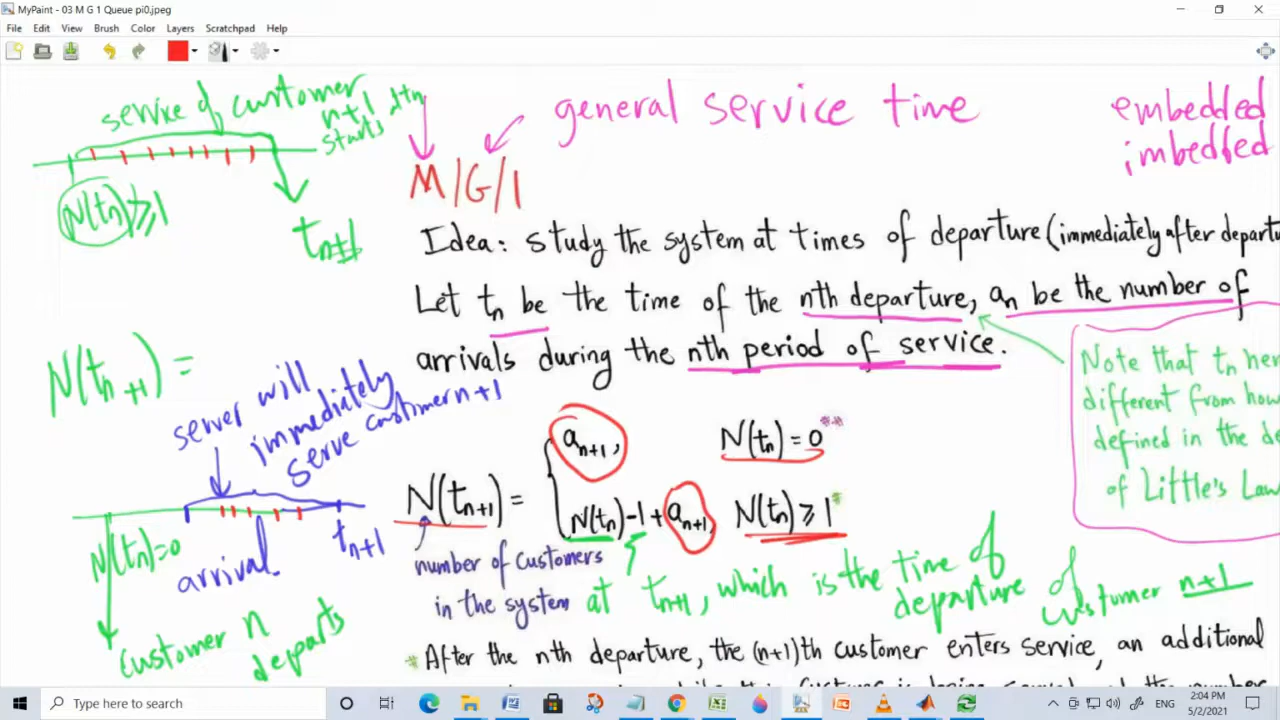 MyPaint - 03 M G 1 Queue pi0.jpeg
File Edit View Brush Color Layers Scratchpad Help
service of customer
n+1
starts
N(tn)≥1
tn+1
general service time
M/G/1
embedded
imbedded
Idea: study the system at times of departure (immediately after depart
Let tn be the time of the nth departure, an be the number of
arrivals during the nth period of service.
Note that tn her
different from how
defined in the de
of Little's Law
N(tn+1) =
server will
immediately
serve customer n+1
N(tn)=0
arrival
tn+1
customer n
departs
N(tn+1) =
an+1, N(tn) = 0**
N(tn)-1+an+1, N(tn) ≥ 1*
number of customers
in the system at tn+1, which is the time of
departure of
customer n+1
*After the nth departure, the (n+1)th customer enters service, an additional
Type here to search
ENG
2:04 PM
5/2/2021